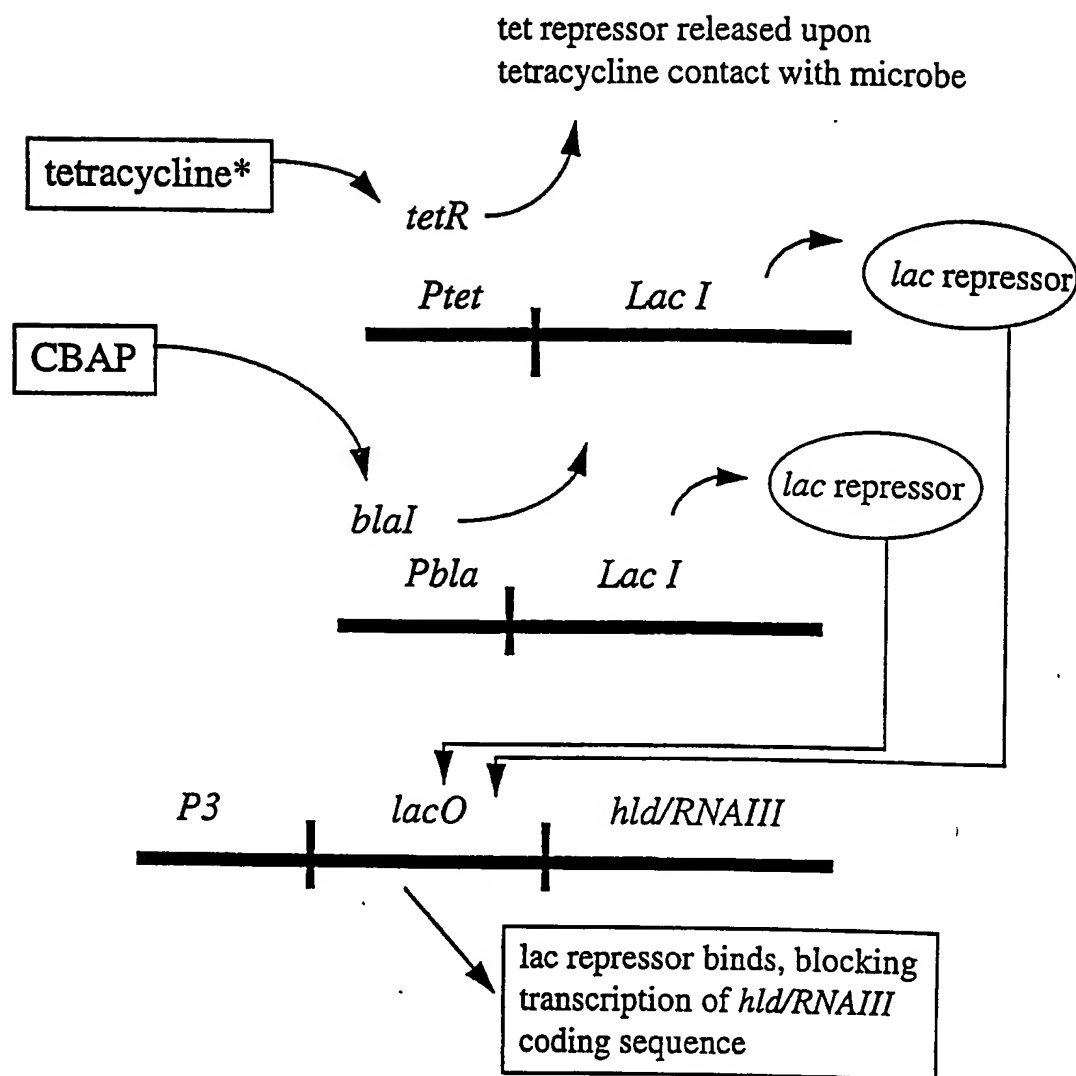 tet repressor released upon
tetracycline contact with microbe
tetracycline*
tetR
Ptet
Lac I
lac repressor
CBAP
blaI
lac repressor
Pbla
Lac I
P3
lacO
hld/RNAIII
lac repressor binds, blocking
transcription of hld/RNAIII
coding sequence